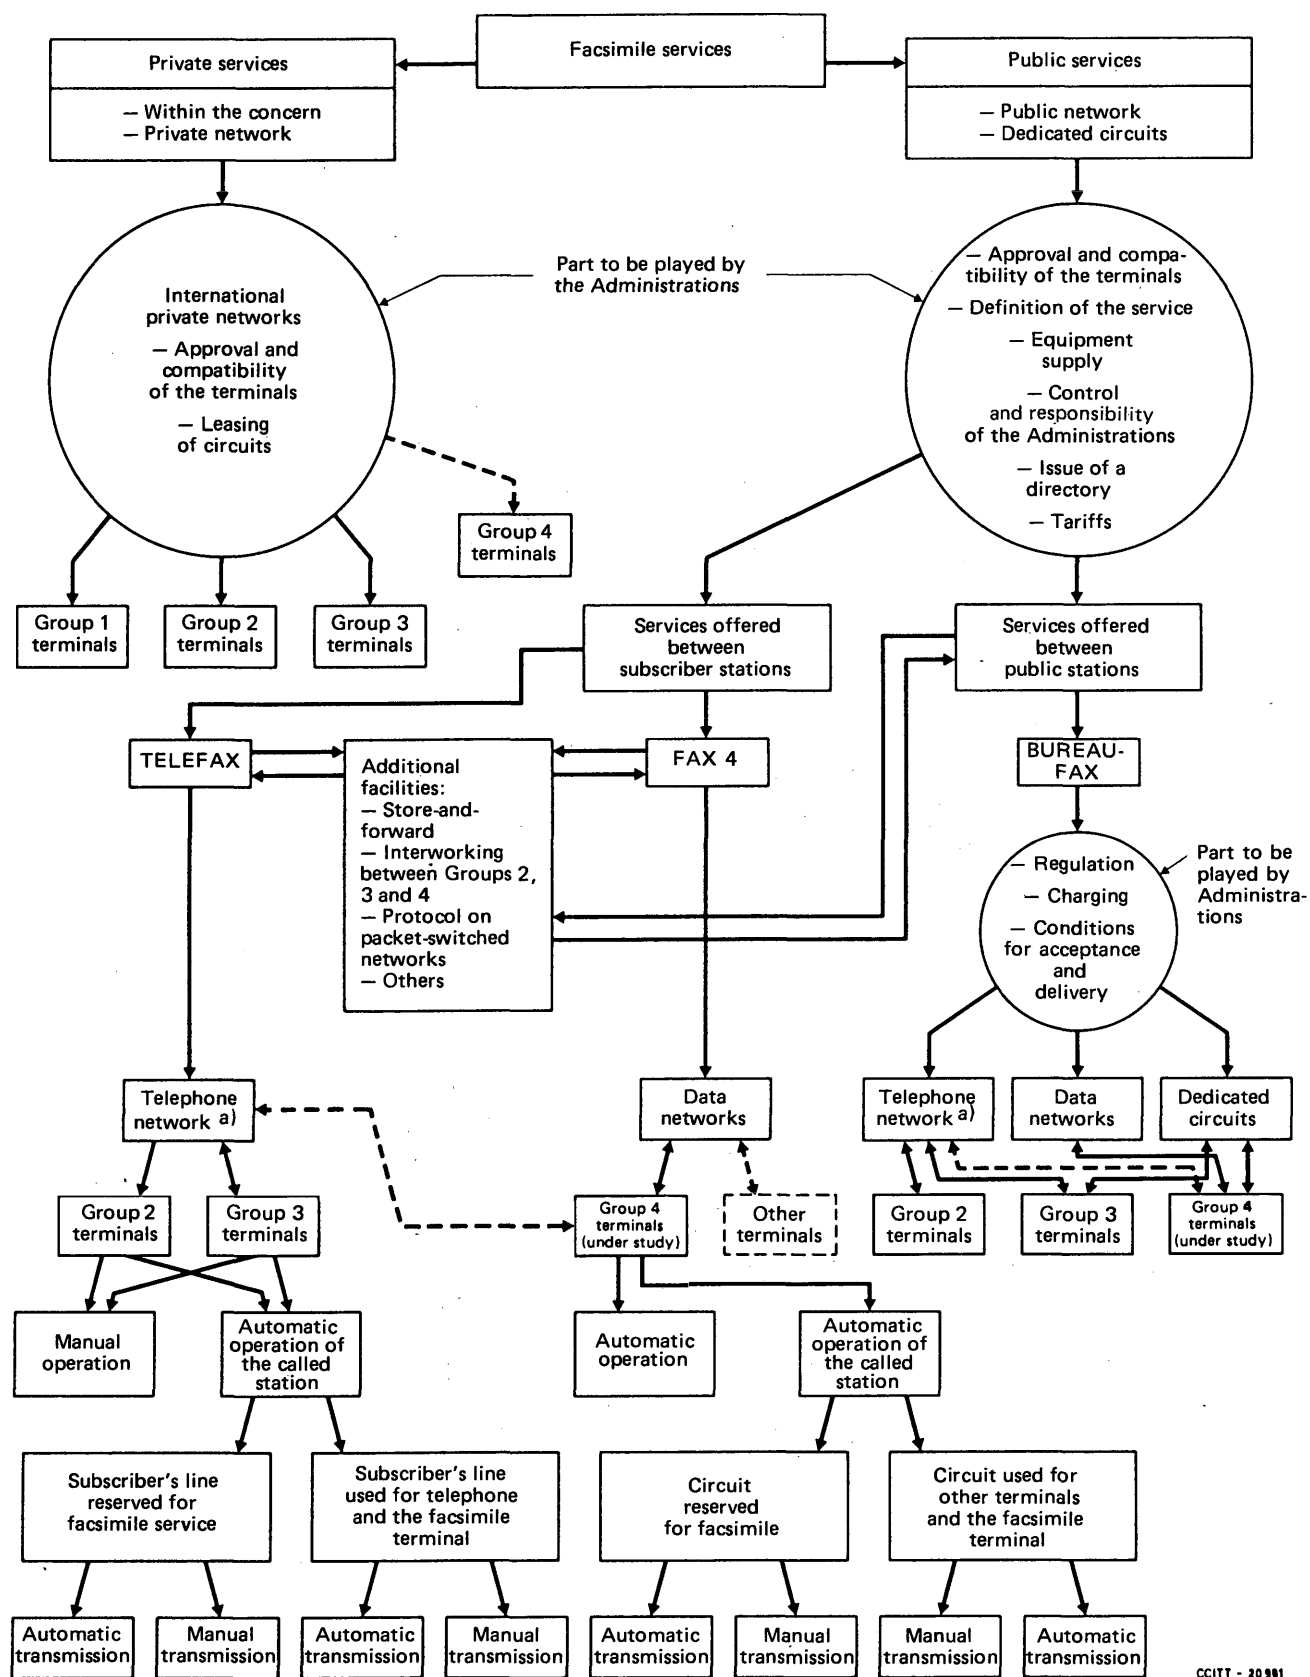 Facsimile services
Private services
— Within the concern
— Private network
Public services
— Public network
— Dedicated circuits
Part to be played by
the Administrations
International
private networks
— Approval and
compatibility
of the terminals
— Leasing
of circuits
— Approval and compa-
tibility of the terminals
— Definition of the service
— Equipment
supply
— Control
and responsibility
of the Administrations
— Issue of a
directory
— Tariffs
Group 4
terminals
Group 1
terminals
Group 2
terminals
Group 3
terminals
Services offered
between
subscriber stations
Services offered
between
public stations
TELEFAX
Additional
facilities:
— Store-and-
forward
— Interworking
between Groups 2,
3 and 4
— Protocol on
packet-switched
networks
— Others
FAX 4
BUREAU-
FAX
— Regulation
— Charging
— Conditions
for acceptance
and
delivery
Part to be
played by
Administra-
tions
Telephone
network a)
Data
networks
Telephone
network a)
Data
networks
Dedicated
circuits
Group 2
terminals
Group 3
terminals
Group 4
terminals
(under study)
Other
terminals
Group 2
terminals
Group 3
terminals
Group 4
terminals
(under study)
Manual
operation
Automatic
operation of
the called
station
Automatic
operation
Automatic
operation of
the called
station
Subscriber's line
reserved for
facsimile service
Subscriber's line
used for telephone
and the facsimile
terminal
Circuit
reserved
for facsimile
Circuit used for
other terminals
and the facsimile
terminal
Automatic
transmission
Manual
transmission
Automatic
transmission
Manual
transmission
Automatic
transmission
Manual
transmission
Manual
transmission
Automatic
transmission
CCITT - 20981